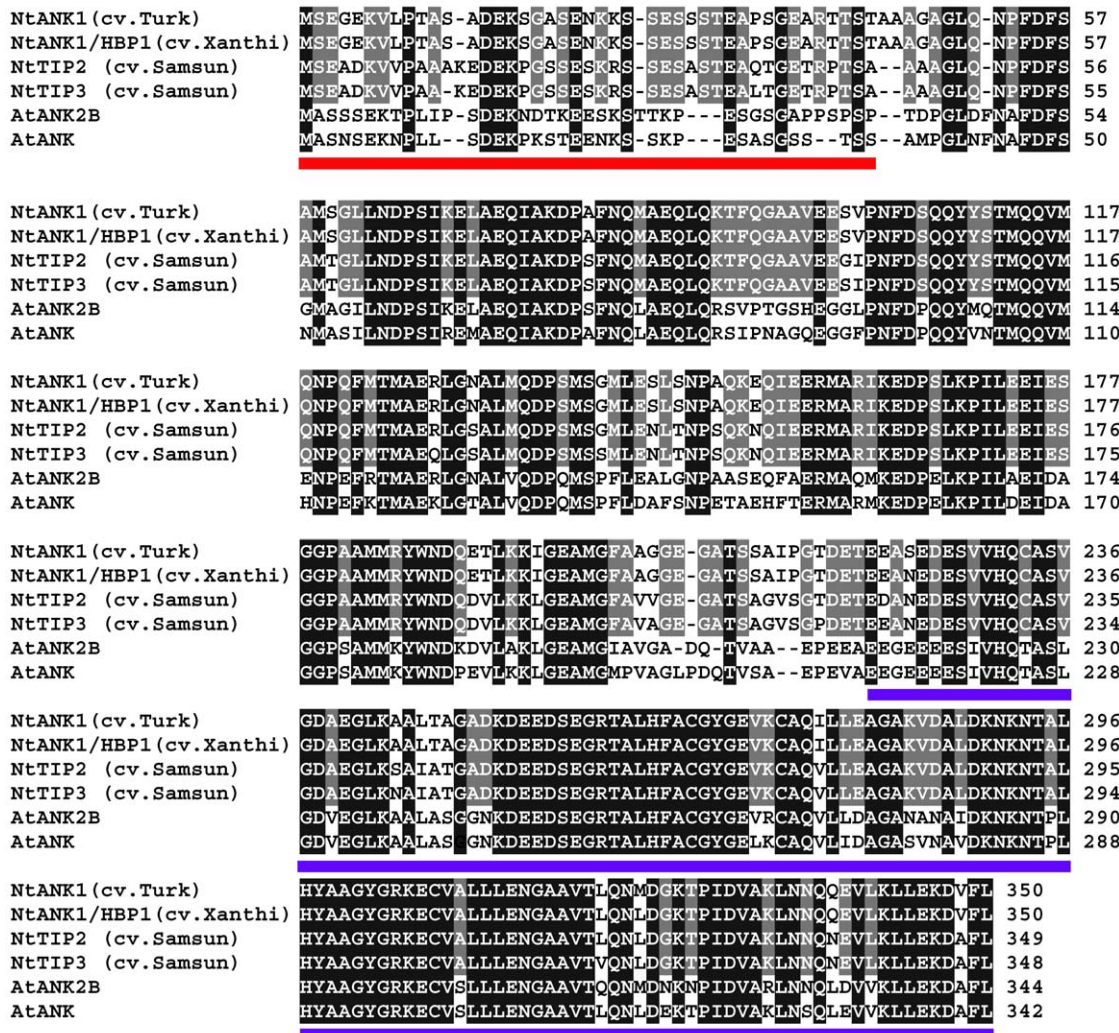 NtANK1(cv.Turk) MSEGEKVLPTAS-ADEKSGASENKKS-SESSSTEAPSGEARTTSTAAAGAGLQ-NPFDFS 57
NtANK1/HBP1(cv.Xanthi) MSEGEKVLPTAS-ADEKSGASENKKS-SESSSTEAPSGEARTTSTAAAGAGLQ-NPFDFS 57
NtTIP2 (cv.Samsun) MSEADKVVPAAAKEDEKPGSSESKRS-SESASTEAQTGETRPTSA--AAAGLQ-NPFDFS 56
NtTIP3 (cv.Samsun) MSEADKVVPAA-KEDEKPGSSESKRS-SESASTEALTGETRPTSA--AAAGLQ-NPFDFS 55
AtANK2B MASSSEKTPLIP-SDEKNDTKEESKSTTKP---ESGSGAPPSPSP--TDPGLDFNAFDFS 54
AtANK MASNSEKNPLL--SDEKPKSTEENKS-SKP---ESASGSS--TSS--AMPGLNFNAFDFS 50
NtANK1(cv.Turk) AMSGLLNDPSIKELAEQIAKDPAFNQMAEQLQKTFQGAAVEESVPNFDSQQYYSTMQQVM 117
NtANK1/HBP1(cv.Xanthi) AMSGLLNDPSIKELAEQIAKDPAFNQMAEQLQKTFQGAAVEESVPNFDSQQYYSTMQQVM 117
NtTIP2 (cv.Samsun) AMTGLLNDPSIKELAEQIAKDPAFNQMAEQLQKTFQGAAVEEGIPNFDSQQYYSTMQQVM 116
NtTIP3 (cv.Samsun) AMTGLLNDPSIKELAEQIAKDPAFNQMAEQLQKTFQGAAVEESIPNFDSQQYYSTMQQVM 115
AtANK2B GMAGILNDPSIKELAEQIAKDPSFNQLAEQLQRSVPTGSHEGGLPNFDPQQYMQTMQQVM 114
AtANK NMASILNDPSIREMAEQIAKDPAFNQLAEQLQRSIPNAGQEGGFPNFDPQQYVNTMQQVM 110
NtANK1(cv.Turk) QNPQFMTMAERLGNALMQDPSMSGMLESLSNPAQKEQIEERMARIKEDPSLKPILEEIES 177
NtANK1/HBP1(cv.Xanthi) QNPQFMTMAERLGNALMQDPSMSGMLESLSNPAQKEQIEERMARIKEDPSLKPILEEIES 177
NtTIP2 (cv.Samsun) QNPQFMTMAERLGSALMQDPSMSGMLENLTNPSQKNQIEERMARIKEDPSLKPILEEIES 176
NtTIP3 (cv.Samsun) QNPQFMTMAEQLGSALMQDPSMSSMLENLTNPSQKNQIEERMARIKEDPSLKPILEEIES 175
AtANK2B ENPEFRTMAERLGNALVQDPQMSPFLEALGNPAASEQFAERMAQMKEDPELKPILAEIDA 174
AtANK HNPEFKTMAEKLGTALVQDPQMSPFLDAFSNPETAEHFTERMARMKEDPELKPILDEIDA 170
NtANK1(cv.Turk) GGPAAMMRYWNDQETLKKIGEAMGFAAGGE-GATSSAIPGTDETEEASEDESVVHQCASV 236
NtANK1/HBP1(cv.Xanthi) GGPAAMMRYWNDQETLKKIGEAMGFAAGGE-GATSSAIPGTDETEEANEDESVVHQCASV 236
NtTIP2 (cv.Samsun) GGPAAMMRYWNDQDVLKKLGEAMGFAVVGE-GATSAGVSGTDETEDANEDESVVHQCASV 235
NtTIP3 (cv.Samsun) GGPAAMMRYWNDQDVLKKLGEAMGFAVAGE-GATSAGVSGPDETEEANEDESVVHQCASV 234
AtANK2B GGPSAMMKYWNDKDVLAKLGEAMGIAVGA-DQ-TVAA--EPEEAEEGEEEESIVHQTASL 230
AtANK GGPSAMMKYWNDPEVLKKLGEAMGMPVAGLPDQTVSA--EPEVAEEGEEEESIVHQTASL 228
NtANK1(cv.Turk) GDAEGLKAALTAGADKDEEDSEGRTALHFACGYGEVKCAQILLEAGAKVDALDKNKNTAL 296
NtANK1/HBP1(cv.Xanthi) GDAEGLKAALTAGADKDEEDSEGRTALHFACGYGEVKCAQILLEAGAKVDALDKNKNTAL 296
NtTIP2 (cv.Samsun) GDAEGLKSAIATGADKDEEDSEGRTALHFACGYGEVKCAQVLLEAGAKVDALDKNKNTAL 295
NtTIP3 (cv.Samsun) GDAEGLKNAIATGADKDEEDSEGRTALHFACGYGEVKCAQVLLEAGAKVDALDKNKNTAL 294
AtANK2B GDVEGLKAALASGGNKDEEDSEGRTALHFACGYGEVRCAQVLLDAGANANAIDKNKNTPL 290
AtANK GDVEGLKAALASGGNKDEEDSEGRTALHFACGYGELKCAQVLIDAGASVNAVDKNKNTPL 288
NtANK1(cv.Turk) HYAAGYGRKECVALLLENGAAVTLQNMDGKTPIDVAKLNNQQEVLKLLEKDVFL 350
NtANK1/HBP1(cv.Xanthi) HYAAGYGRKECVALLLENGAAVTLQNLDGKTPIDVAKLNNQQEVLKLLEKDVFL 350
NtTIP2 (cv.Samsun) HYAAGYGRKECVALLLENGAAVTLQNLDGKTPIDVAKLNNQNEVLKLLEKDAFL 349
NtTIP3 (cv.Samsun) HYAAGYGRKECVALLLENGAAVTVQNLDGKTPIDVAKLNNQNEVLKLLEKDAFL 348
AtANK2B HYAAGYGRKECVSLLLENGAAVTQQNMDNKNPIDVARLNNQLDVVKLLEKDAFL 344
AtANK HYAAGYGRKECVSLLLENGAAVTLQNLDEKTPIDVAKLNSQLEVVKLLEKDAFL 342